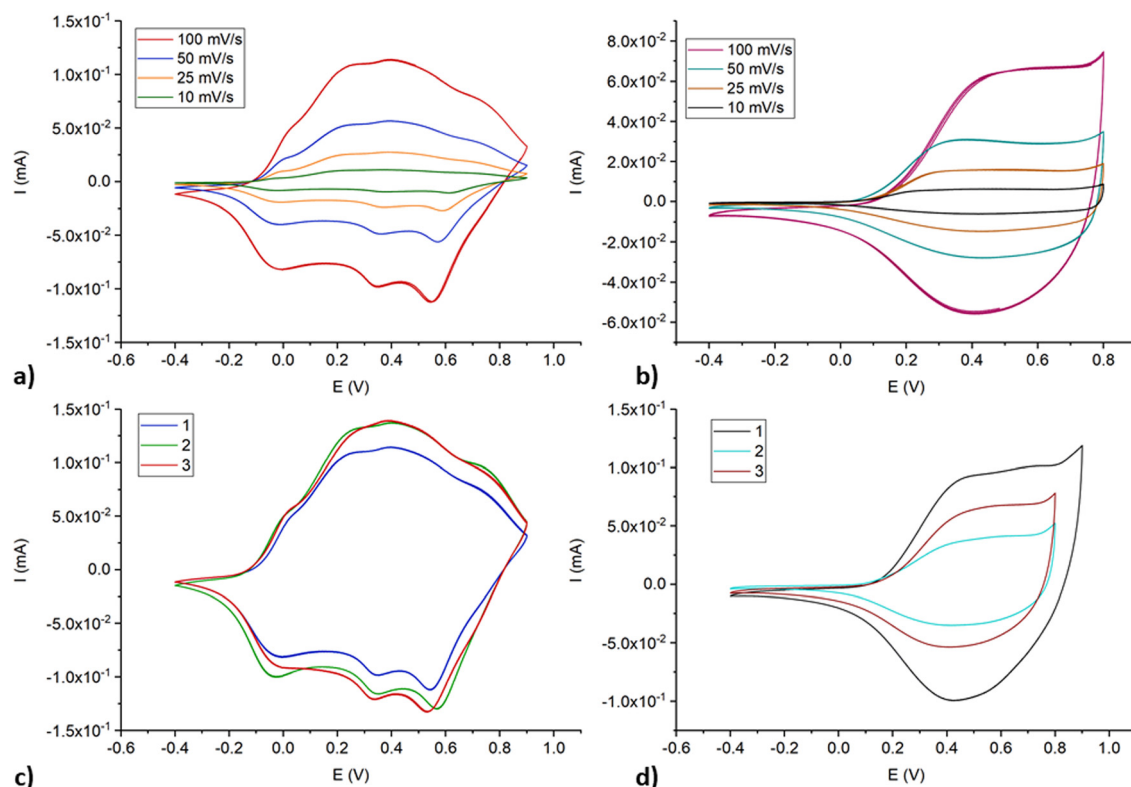 1.5x10⁻¹
1.0x10⁻¹
5.0x10⁻²
0.0
-5.0x10⁻²
-1.0x10⁻¹
-1.5x10⁻¹
I (mA)
100 mV/s
50 mV/s
25 mV/s
10 mV/s
-0.6 -0.4 -0.2 0.0 0.2 0.4 0.6 0.8 1.0
E (V)
a)
8.0x10⁻²
6.0x10⁻²
4.0x10⁻²
2.0x10⁻²
0.0
-2.0x10⁻²
-4.0x10⁻²
-6.0x10⁻²
I (mA)
100 mV/s
50 mV/s
25 mV/s
10 mV/s
-0.4 -0.2 0.0 0.2 0.4 0.6 0.8
E (V)
b)
1.5x10⁻¹
1.0x10⁻¹
5.0x10⁻²
0.0
-5.0x10⁻²
-1.0x10⁻¹
-1.5x10⁻¹
I (mA)
1
2
3
-0.6 -0.4 -0.2 0.0 0.2 0.4 0.6 0.8 1.0
E (V)
c)
1.5x10⁻¹
1.0x10⁻¹
5.0x10⁻²
0.0
-5.0x10⁻²
-1.0x10⁻¹
I (mA)
1
2
3
-0.6 -0.4 -0.2 0.0 0.2 0.4 0.6 0.8 1.0
E (V)
d)